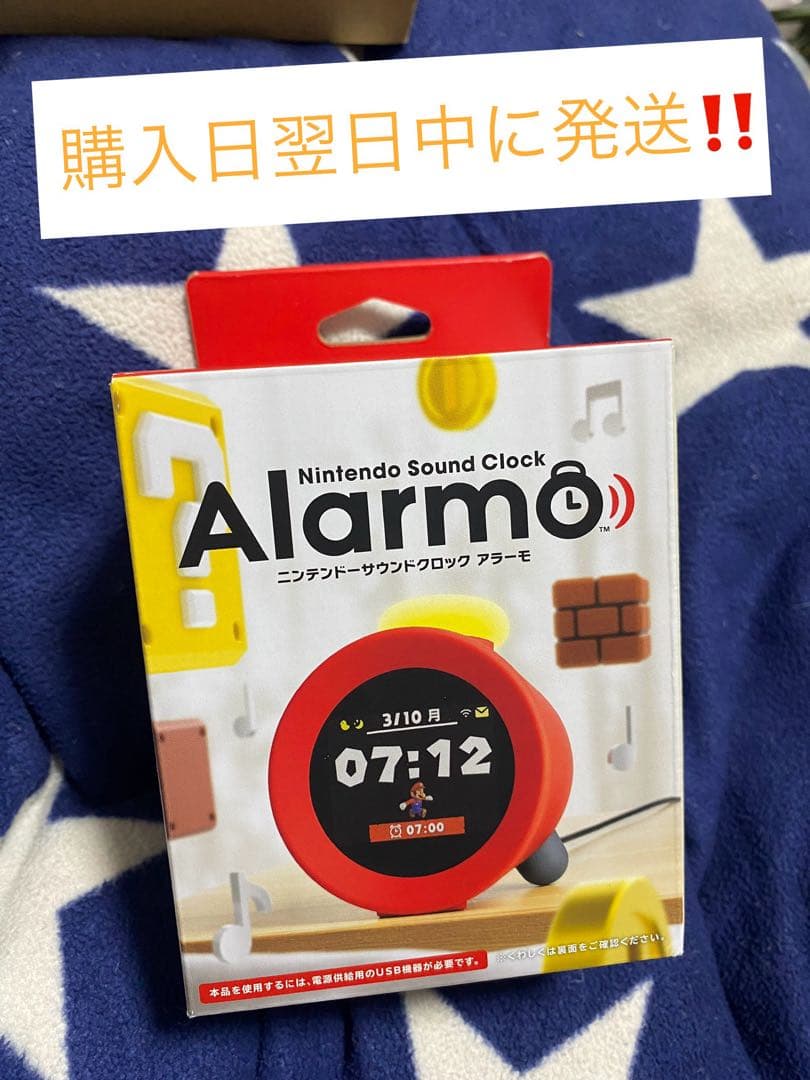 購入日翌日中に発送‼️
Nintendo Sound Clock
Alarmo
TM
ニンテンドーサウンドクロック アラーモ
3/10 月
07:12
07:00
本品を使用するには、電源供給用のUSB機器が必要です。
※くわしくは裏面をご確認ください。